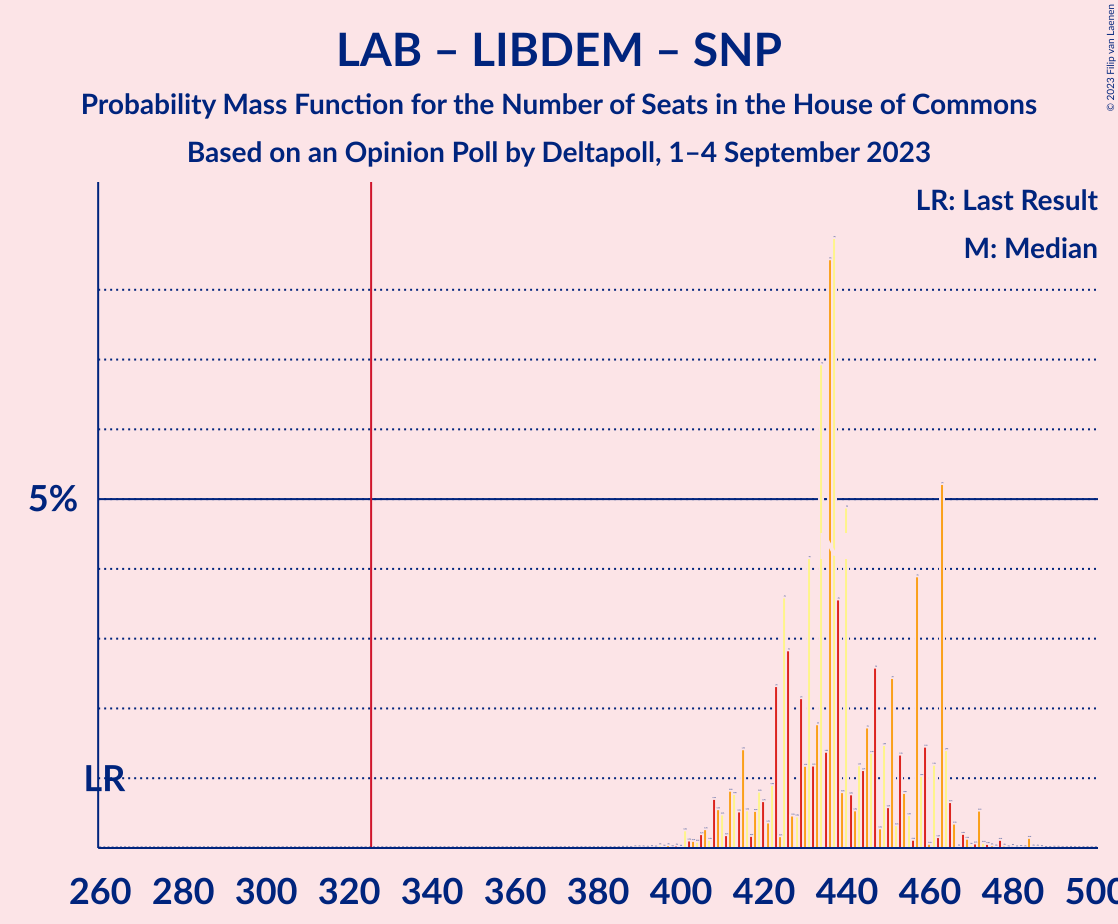 LAB – LIBDEM – SNP
Probability Mass Function for the Number of Seats in the House of Commons
Based on an Opinion Poll by Deltapoll, 1–4 September 2023
© 2023 Filip van Laenen
LR: Last Result
M: Median
5%
LR
260 280 300 320 340 360 380 400 420 440 460 480 500